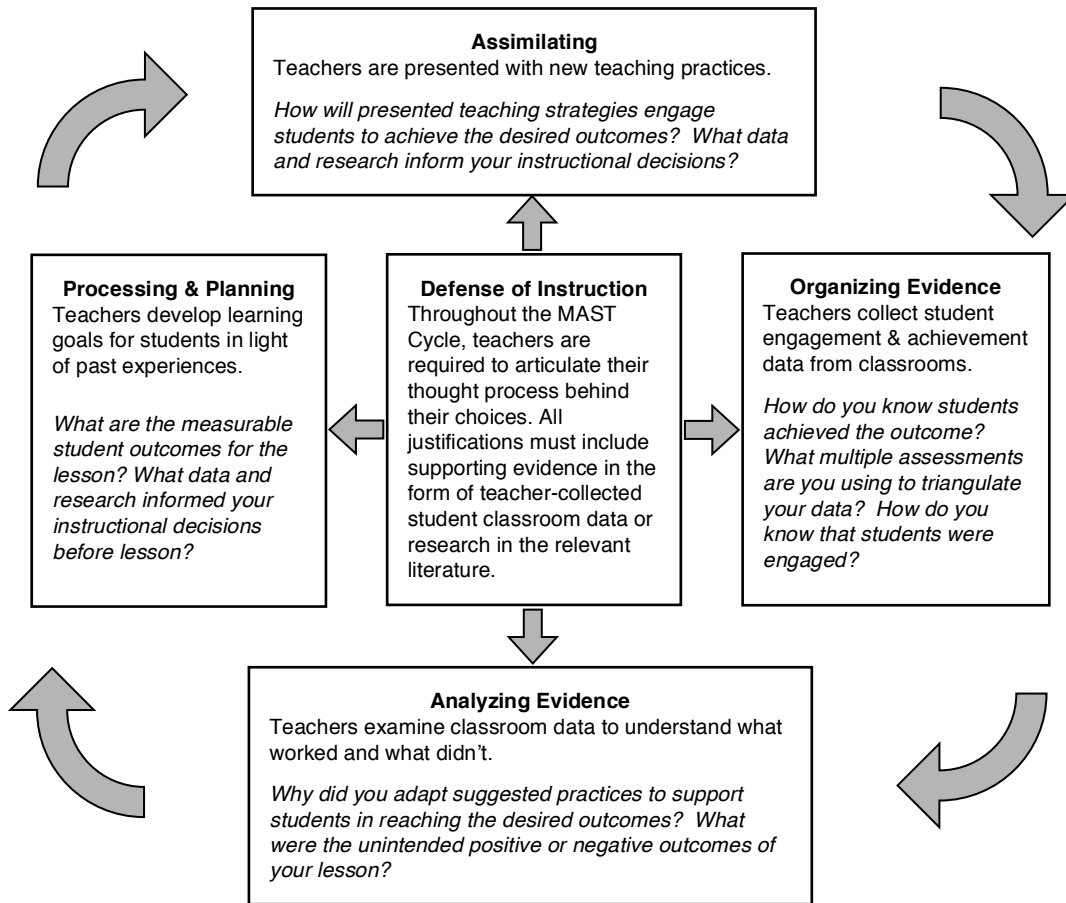 Assimilating
Teachers are presented with new teaching practices.
How will presented teaching strategies engage
students to achieve the desired outcomes?  What data
and research inform your instructional decisions?
Processing & Planning
Teachers develop learning
goals for students in light
of past experiences.
What are the measurable
student outcomes for the
lesson? What data and
research informed your
instructional decisions
before lesson?
Defense of Instruction
Throughout the MAST
Cycle, teachers are
required to articulate their
thought process behind
their choices. All
justifications must include
supporting evidence in the
form of teacher-collected
student classroom data or
research in the relevant
literature.
Organizing Evidence
Teachers collect student
engagement & achievement
data from classrooms.
How do you know students
achieved the outcome?
What multiple assessments
are you using to triangulate
your data?  How do you
know that students were
engaged?
Analyzing Evidence
Teachers examine classroom data to understand what
worked and what didn't.
Why did you adapt suggested practices to support
students in reaching the desired outcomes?  What
were the unintended positive or negative outcomes of
your lesson?